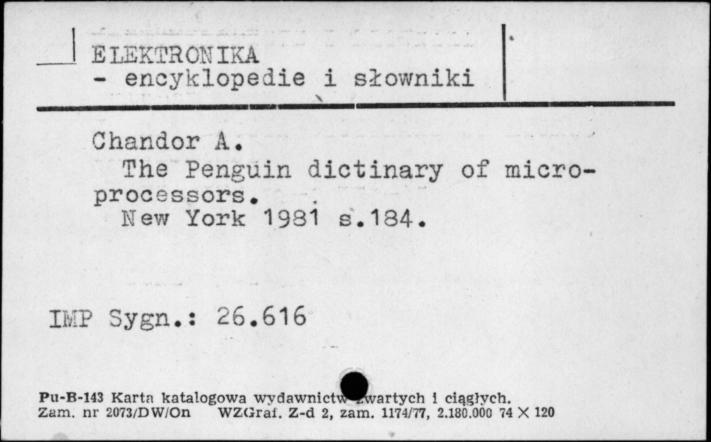 ELEKTRONIKA
- encyklopedie i słowniki
Chandor A.
The Penguin dictinary of micro-
processors.
New York 1981 s.184.
IMP Sygn.: 26.616
Pu-B-143 Karta katalogowa wydawnictw zwartych i ciągłych.
Zam. nr 2073/DW/On WZGraf. Z-d 2, zam. 1174/77, 2.180.000 74 X 120